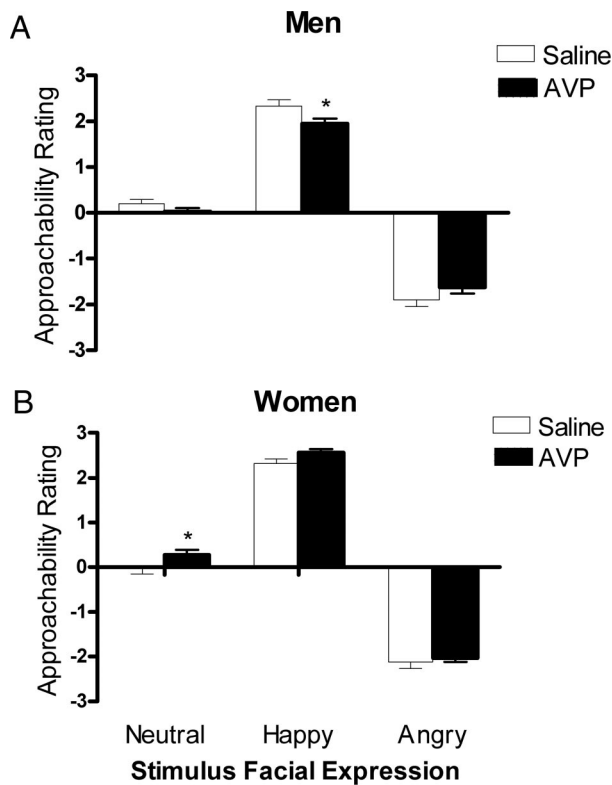 A
Men
Saline
AVP
Approachability Rating
3
2
1
0
-1
-2
-3
*
B
Women
Saline
AVP
Approachability Rating
3
2
1
0
-1
-2
-3
*
Neutral Happy Angry
Stimulus Facial Expression